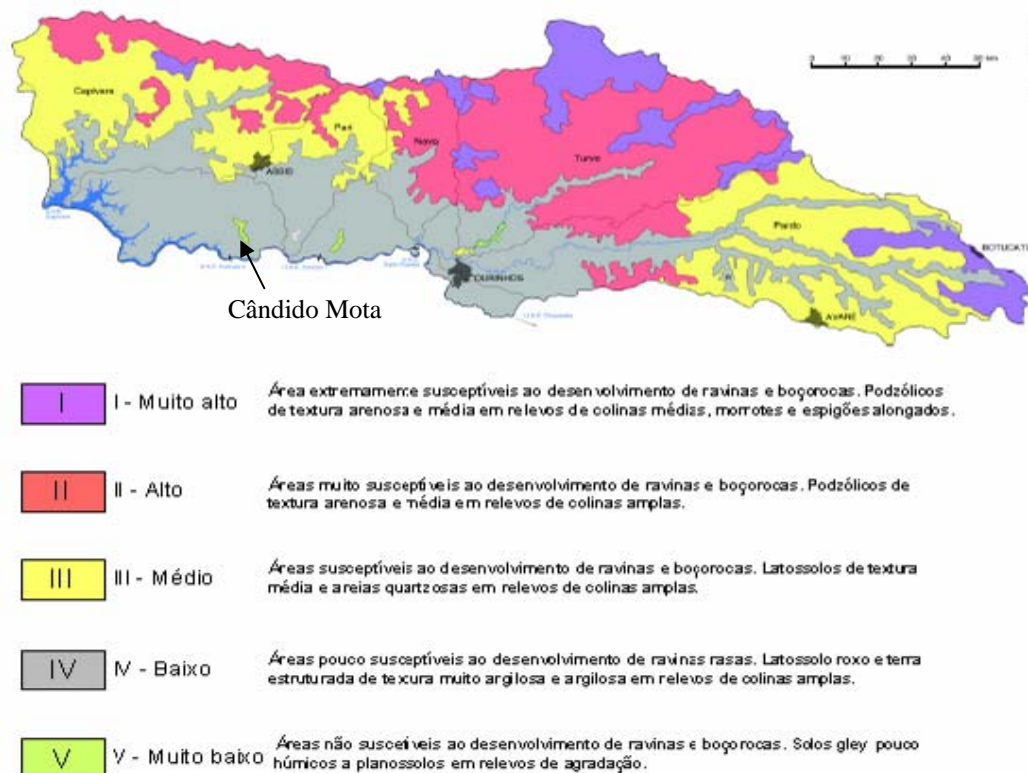 Capivara
Pari
Novo
Turvo
Pardo
ASSIS
BOTUCATU
OURINHOS
AVARÉ
Cândido Mota
I I - Muito alto
Área extremamente susceptíveis ao desenvolvimento de ravinas e boçorocas. Podzólicos
de textura arenosa e média em relevos de colinas médias, morrotes e espigões alongados.
II II - Alto
Áreas muito susceptíveis ao desenvolvimento de ravinas e boçorocas. Podzólicos de
textura arenosa e média em relevos de colinas amplas.
III III - Médio
Áreas susceptíveis ao desenvolvimento de ravinas e boçorocas. Latossolos de textura
média e areias quartzosas em relevos de colinas amplas.
IV IV - Baixo
Áreas pouco susceptíveis ao desenvolvimento de ravinas rasas. Latossolo roxo e terra
estruturada de textura muito argilosa e argilosa em relevos de colinas amplas.
V V - Muito baixo
Áreas não suscetíveis ao desenvolvimento de ravinas e boçorocas. Solos gley pouco
húmicos a planossolos em relevos de agradação.